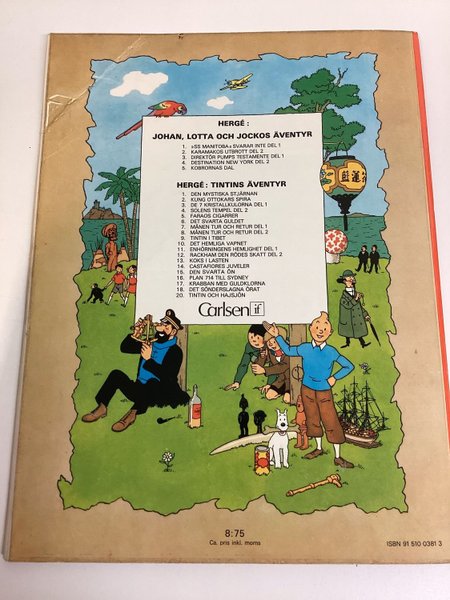 HERGÉ:
JOHAN, LOTTA OCH JOCKOS ÄVENTYR
1. »SS MANITOBA» SVARAR INTE DEL 1
2. KARAMAKOS UTBROTT DEL 2
3. DIREKTÖR PUMPS TESTAMENTE DEL 1
4. DESTINATION NEW YORK DEL 2
5. KOBRORNAS DAL
HERGÉ: TINTINS ÄVENTYR
1. DEN MYSTISKA STJÄRNAN
2. KUNG OTTOKARS SPIRA
3. DE 7 KRISTALLKULORNA DEL 1
4. SOLENS TEMPEL DEL 2
5. FARAOS CIGARRER
6. DET SVARTA GULDET
7. MÅNEN TUR OCH RETUR DEL 1
8. MÅNEN TUR OCH RETUR DEL 2
9. TINTIN I TIBET
10. DET HEMLIGA VAPNET
11. ENHÖRNINGENS HEMLIGHET DEL 1
12. RACKHAM DEN RÖDES SKATT DEL 2
13. KOKS I LASTEN
14. CASTAFIORES JUVELER
15. DEN SVARTA ÖN
16. PLAN 714 TILL SYDNEY
17. KRABBAN MED GULDKLORNA
18. DET SÖNDERSLAGNA ÖRAT
20. TINTIN OCH HAJSJÖN
Carlsen if
8:75
Ca. pris inkl. moms
ISBN 91 510 0381 3